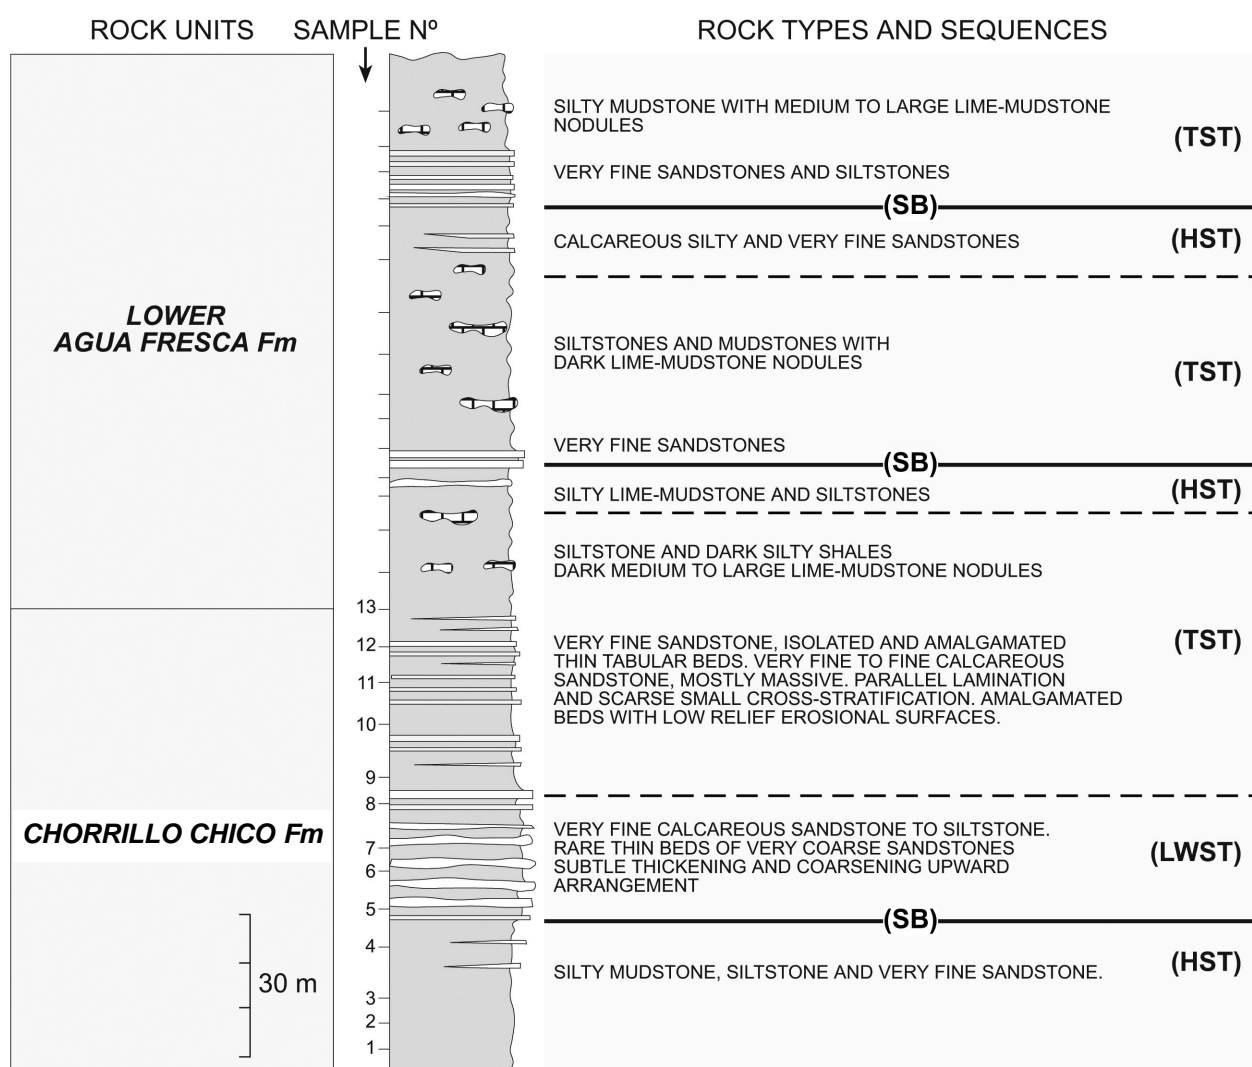 ROCK UNITS
SAMPLE Nº
ROCK TYPES AND SEQUENCES
SILTY MUDSTONE WITH MEDIUM TO LARGE LIME-MUDSTONE
NODULES
(TST)
VERY FINE SANDSTONES AND SILTSTONES
(SB)
CALCAREOUS SILTY AND VERY FINE SANDSTONES
(HST)
LOWER
AGUA FRESCA Fm
SILTSTONES AND MUDSTONES WITH
DARK LIME-MUDSTONE NODULES
(TST)
VERY FINE SANDSTONES
(SB)
SILTY LIME-MUDSTONE AND SILTSTONES
(HST)
SILTSTONE AND DARK SILTY SHALES
DARK MEDIUM TO LARGE LIME-MUDSTONE NODULES
13
12
11
10
9
8
7
6
5
4
3
2
1
VERY FINE SANDSTONE, ISOLATED AND AMALGAMATED
THIN TABULAR BEDS. VERY FINE TO FINE CALCAREOUS
SANDSTONE, MOSTLY MASSIVE. PARALLEL LAMINATION
AND SCARSE SMALL CROSS-STRATIFICATION. AMALGAMATED
BEDS WITH LOW RELIEF EROSIONAL SURFACES.
(TST)
CHORRILLO CHICO Fm
VERY FINE CALCAREOUS SANDSTONE TO SILTSTONE.
RARE THIN BEDS OF VERY COARSE SANDSTONES
SUBTLE THICKENING AND COARSENING UPWARD
ARRANGEMENT
(LWST)
(SB)
SILTY MUDSTONE, SILTSTONE AND VERY FINE SANDSTONE.
(HST)
30 m